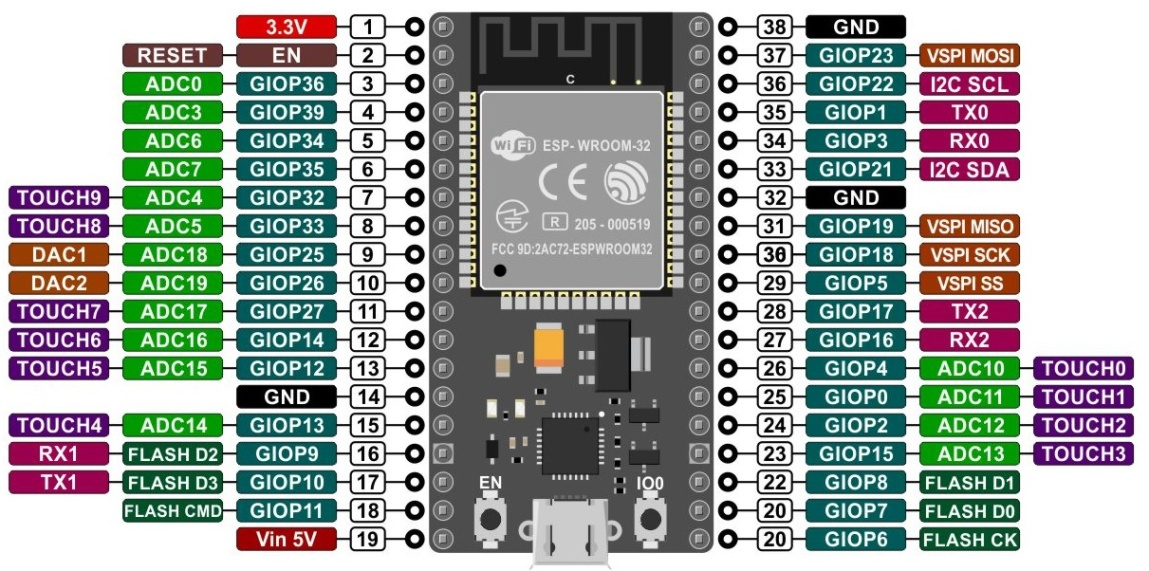 3.3V 1 38 GND
RESET EN 2 37 GIOP23 VSPI MOSI
C
ADC0 GIOP36 3 36 GIOP22 I2C SCL
ADC3 GIOP39 4 35 GIOP1 TX0
ADC6 GIOP34 5 WiFi ESP- WROOM-32 34 GIOP3 RX0
ADC7 GIOP35 6 CE 33 GIOP21 I2C SDA
TOUCH9 ADC4 GIOP32 7 32 GND
TOUCH8 ADC5 GIOP33 8 R 205 - 000519 31 GIOP19 VSPI MISO
DAC1 ADC18 GIOP25 9 FCC 9D:2AC72-ESPWROOM32 30 GIOP18 VSPI SCK
DAC2 ADC19 GIOP26 10 29 GIOP5 VSPI SS
TOUCH7 ADC17 GIOP27 11 28 GIOP17 TX2
TOUCH6 ADC16 GIOP14 12 27 GIOP16 RX2
TOUCH5 ADC15 GIOP12 13 26 GIOP4 ADC10 TOUCH0
GND 14 25 GIOP0 ADC11 TOUCH1
TOUCH4 ADC14 GIOP13 15 24 GIOP2 ADC12 TOUCH2
RX1 FLASH D2 GIOP9 16 23 GIOP15 ADC13 TOUCH3
TX1 FLASH D3 GIOP10 17 EN IO0 22 GIOP8 FLASH D1
FLASH CMD GIOP11 18 20 GIOP7 FLASH D0
Vin 5V 19 20 GIOP6 FLASH CK